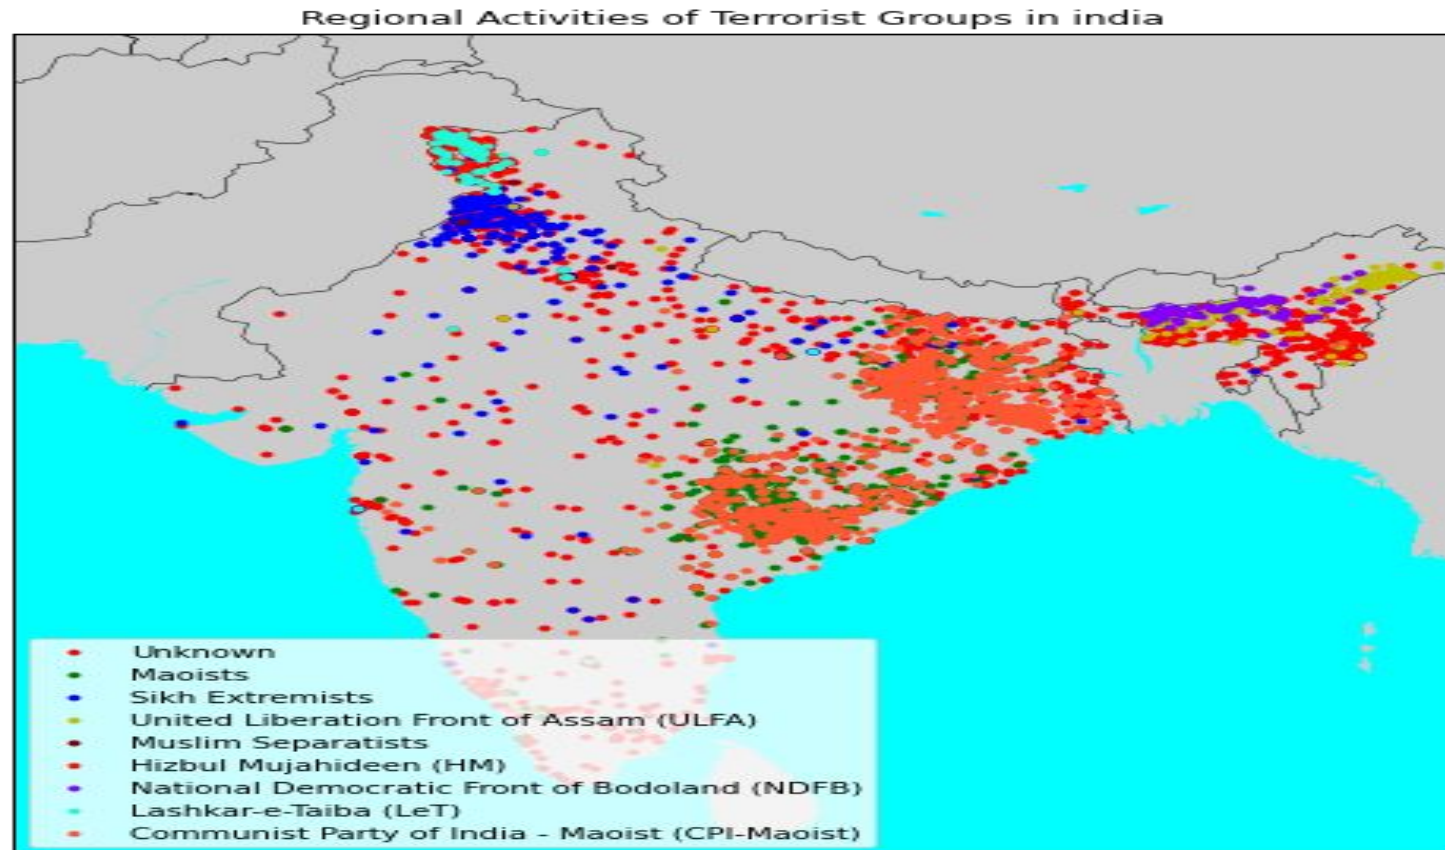 Regional Activities of Terrorist Groups in india
Unknown
Maoists
Sikh Extremists
United Liberation Front of Assam (ULFA)
Muslim Separatists
Hizbul Mujahideen (HM)
National Democratic Front of Bodoland (NDFB)
Lashkar-e-Taiba (LeT)
Communist Party of India - Maoist (CPI-Maoist)